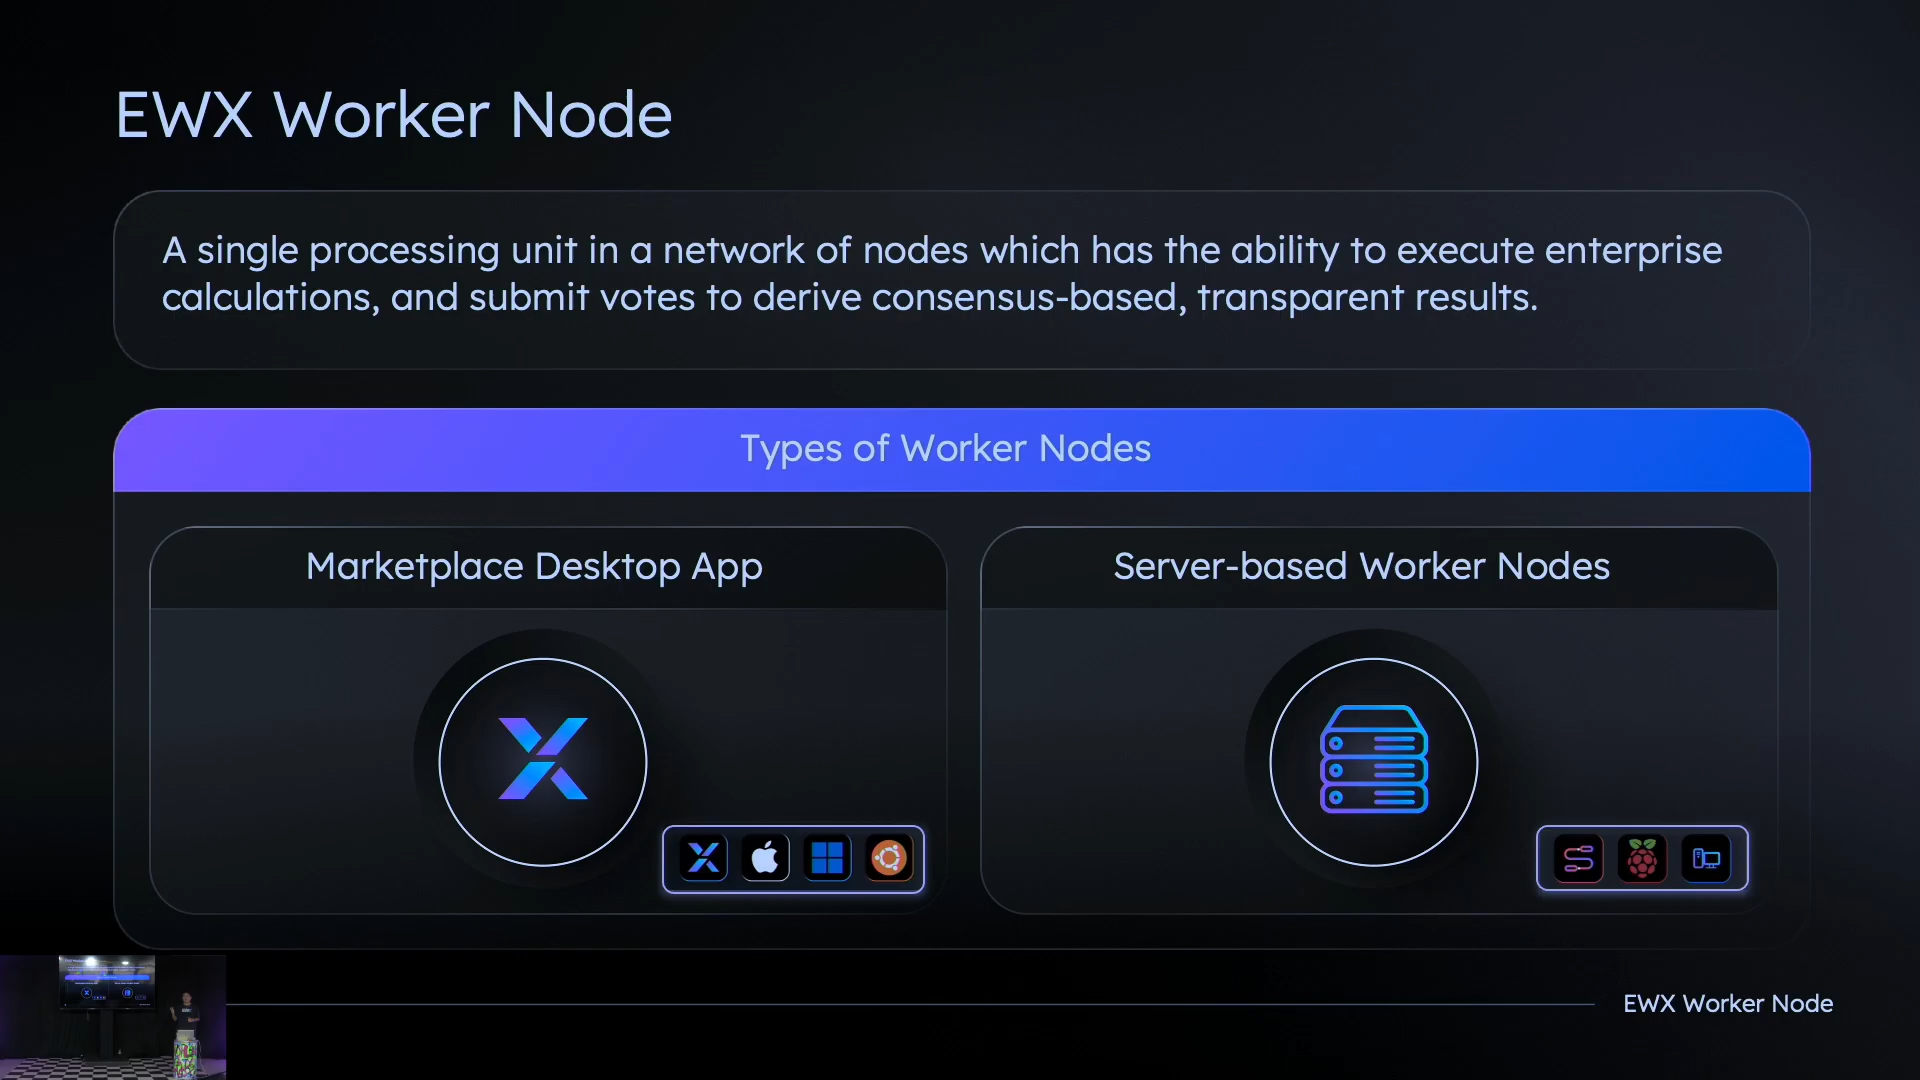 EWX Worker Node
A single processing unit in a network of nodes which has the ability to execute enterprise
calculations, and submit votes to derive consensus-based, transparent results.
Types of Worker Nodes
Marketplace Desktop App
Server-based Worker Nodes
EWX Worker Node